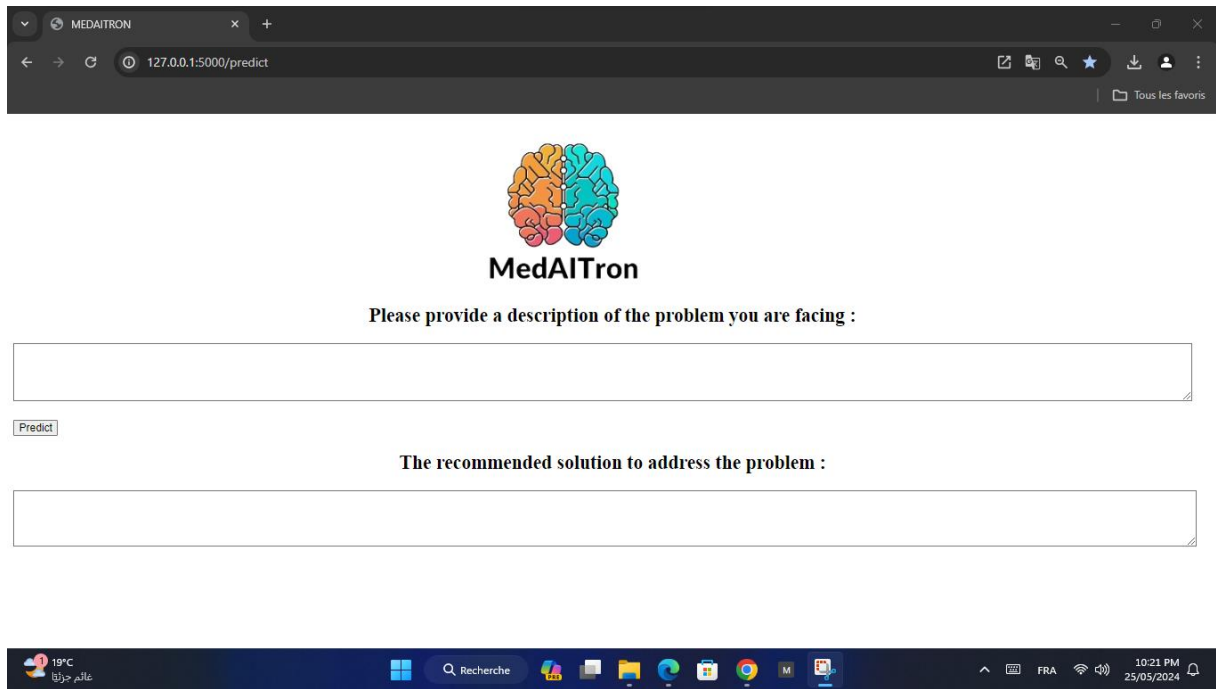 MEDAITRON
127.0.0.1:5000/predict
Tous les favoris
MedAITron
Please provide a description of the problem you are facing :
Predict
The recommended solution to address the problem :
1
19°C
غائم جزئيًا
Recherche
PRE
M
FRA
10:21 PM
25/05/2024